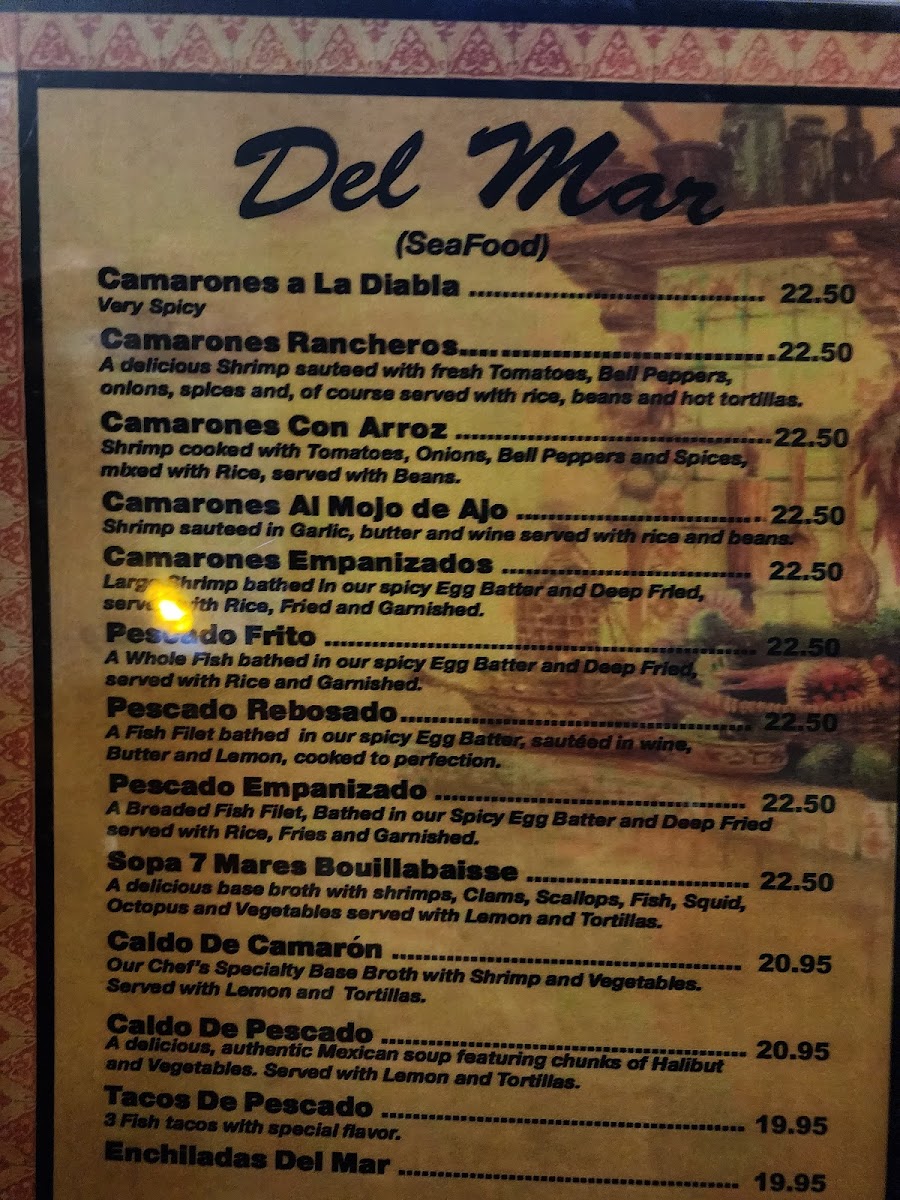 Del Mar
(SeaFood)
Camarones a La Diabla ..................................... 22.50
Very Spicy
Camarones Rancheros....................................22.50
A delicious Shrimp sauteed with fresh Tomatoes, Bell Peppers,
onions, spices and, of course served with rice, beans and hot tortillas.
Camarones Con Arroz ........................................22.50
Shrimp cooked with Tomatoes, Onions, Bell Peppers and Spices,
mixed with Rice, served with Beans.
Camarones Al Mojo de Ajo ............................... 22.50
Shrimp sauteed in Garlic, butter and wine served with rice and beans.
Camarones Empanizados ................................ 22.50
Large Shrimp bathed In our spicy Egg Batter and Deep Fried,
served with Rice, Fried and Garnished.
Pescado Frito ....................................................... 22.50
A Whole Fish bathed in our spicy Egg Batter and Deep Fried,
served with Rice and Garnished.
Pescado Rebosado............................................. 22.50
A Fish Filet bathed in our spicy Egg Batter, sautéed in wine,
Butter and Lemon, cooked to perfection.
Pescado Empanizado ....................................... 22.50
A Breaded Fish Filet, Bathed in our Spicy Egg Batter and Deep Fried
served with Rice, Fries and Garnished.
Sopa 7 Mares Bouillabaisse ............................ 22.50
A delicious base broth with shrimps, Clams, Scallops, Fish, Squid,
Octopus and Vegetables served with Lemon and Tortillas.
Caldo De Camarón ............................................ 20.95
Our Chef's Specialty Base Broth with Shrimp and Vegetables.
Served with Lemon and Tortillas.
Caldo De Pescado .............................................. 20.95
A delicious, authentic Mexican soup featuring chunks of Halibut
and Vegetables. Served with Lemon and Tortillas.
Tacos De Pescado .............................................. 19.95
3 Fish tacos with special flavor.
Enchiladas Del Mar ........................................... 19.95